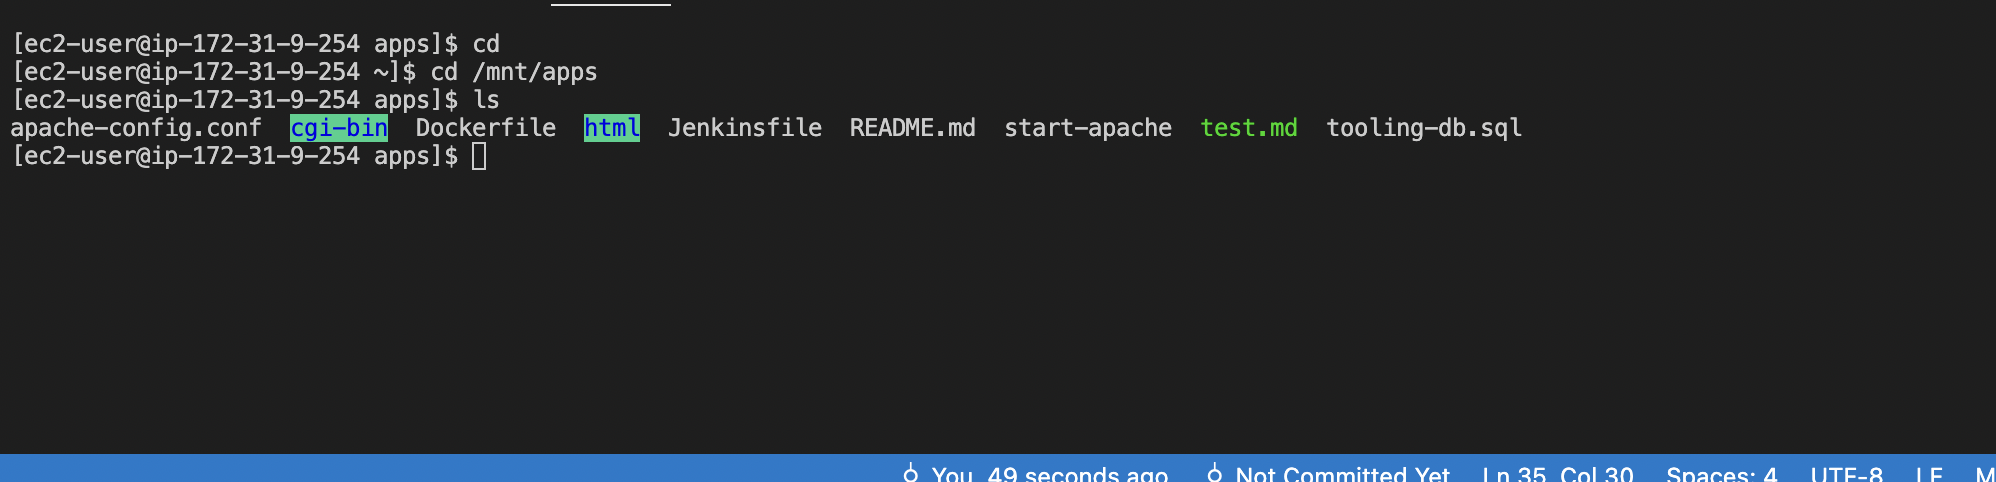 [ec2-user@ip-172-31-9-254 apps]$ cd
[ec2-user@ip-172-31-9-254 ~]$ cd /mnt/apps
[ec2-user@ip-172-31-9-254 apps]$ ls
apache-config.conf  cgi-bin  Dockerfile  html  Jenkinsfile  README.md  start-apache  test.md  tooling-db.sql
[ec2-user@ip-172-31-9-254 apps]$
You, 49 seconds ago  Not Committed Yet  Ln 35, Col 30  Spaces: 4  UTF-8  LF